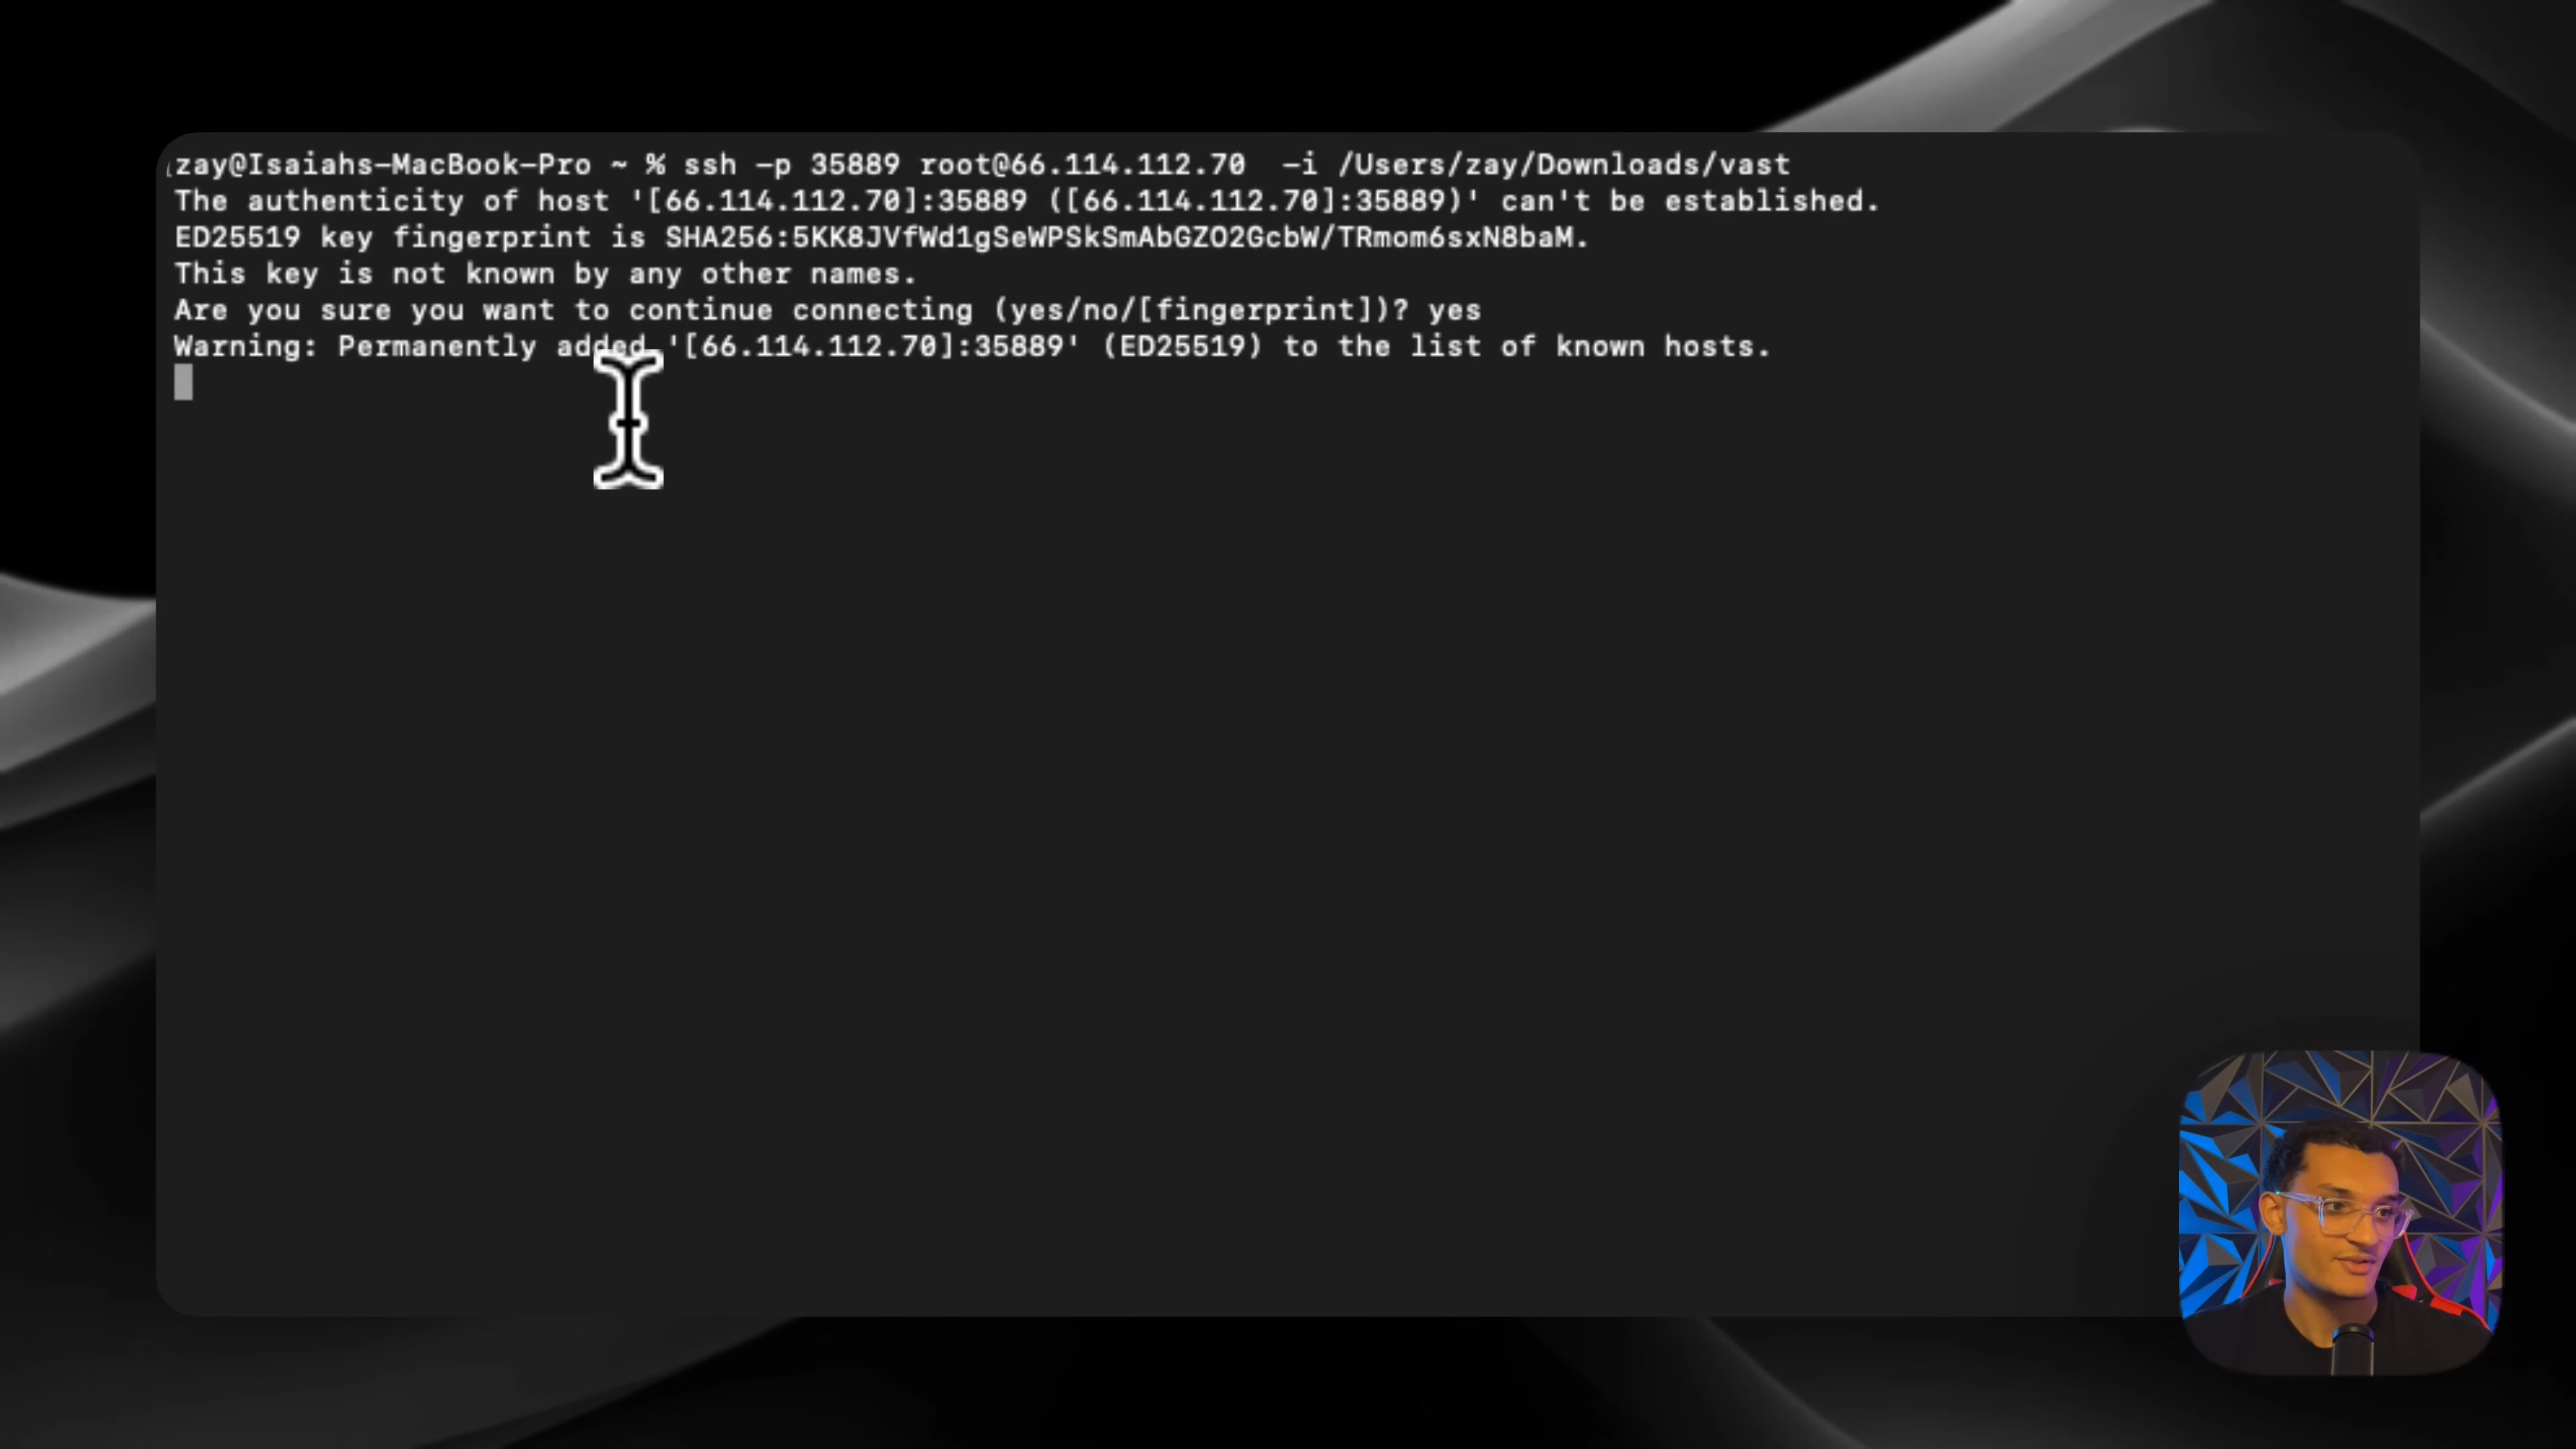 zay@Isaiahs-MacBook-Pro ~ % ssh -p 35889 root@66.114.112.70  -i /Users/zay/Downloads/vast
The authenticity of host '[66.114.112.70]:35889 ([66.114.112.70]:35889)' can't be established.
ED25519 key fingerprint is SHA256:5KK8JVfWd1gSeWPSkSmAbGZO2GcbW/TRmom6sxN8baM.
This key is not known by any other names.
Are you sure you want to continue connecting (yes/no/[fingerprint])? yes
Warning: Permanently added '[66.114.112.70]:35889' (ED25519) to the list of known hosts.